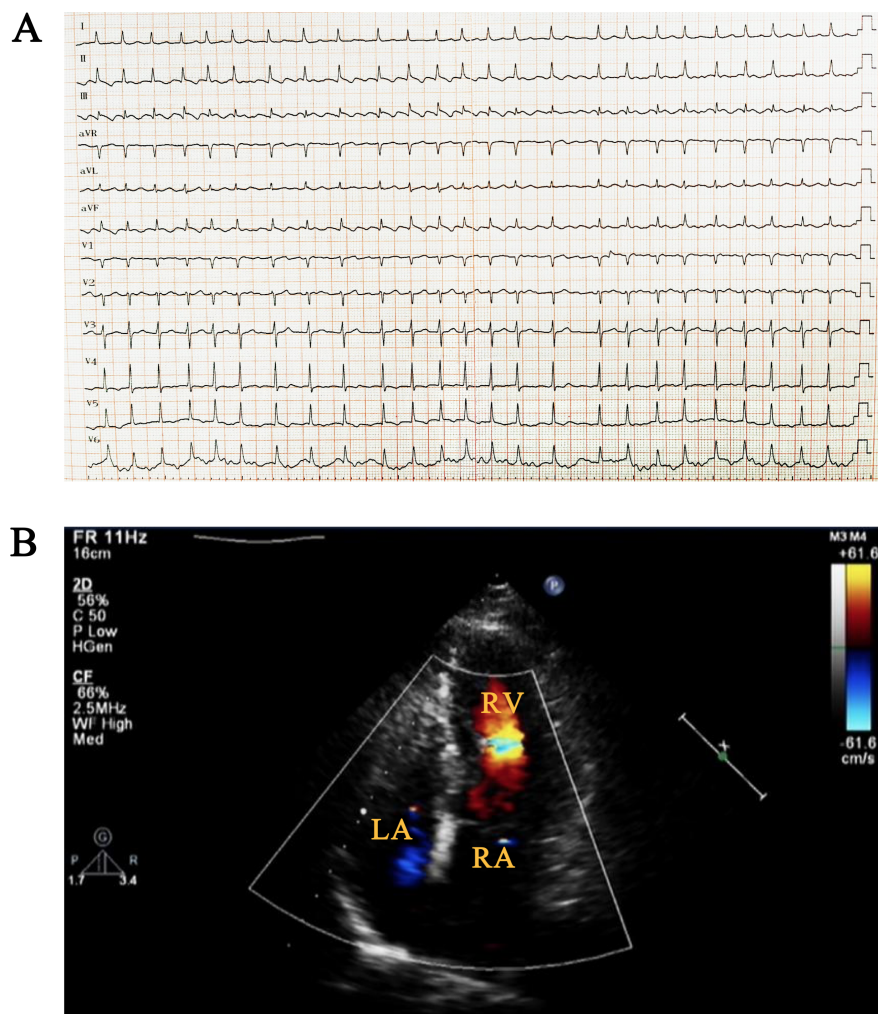 A
I
II
III
aVR
aVL
aVF
V1
V2
V3
V4
V5
V6
B
FR 11Hz
16cm
2D
56%
C 50
P Low
HGen
CF
66%
2.5MHz
WF High
Med
G
P R
1.7 3.4
P
RV
LA
RA
M3 M4
+61.6
-61.6
cm/s